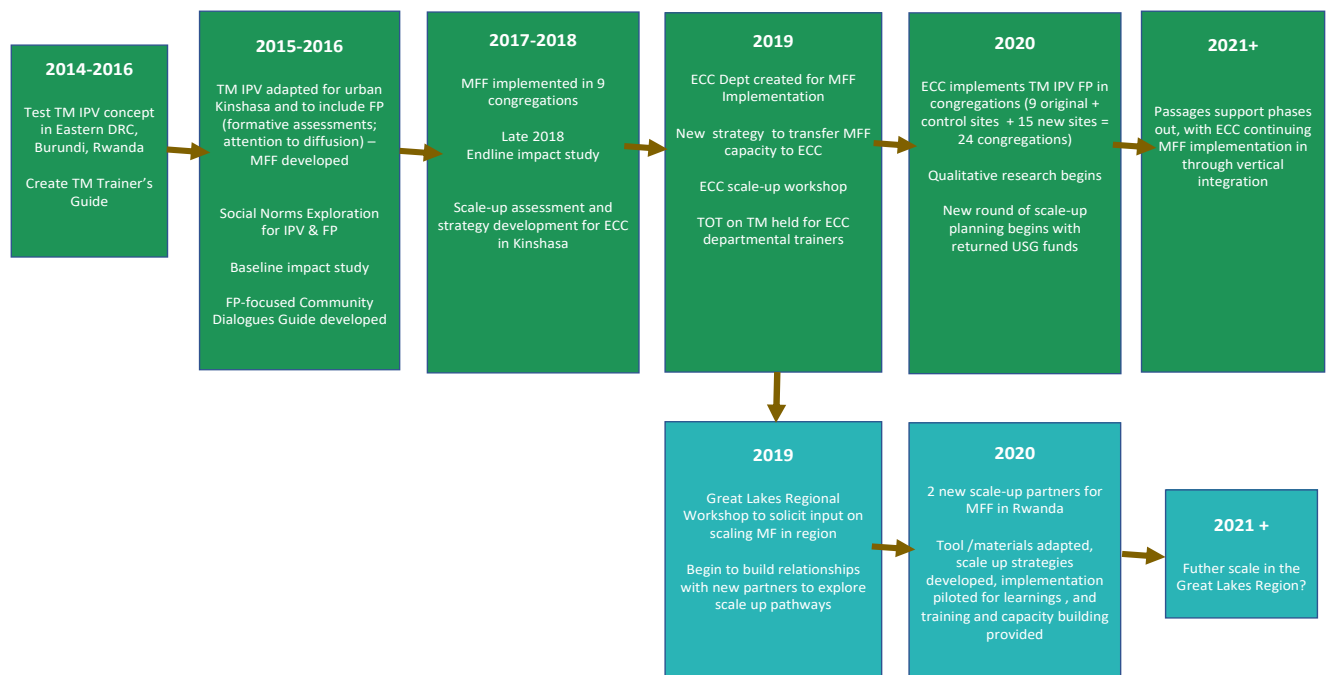 2014-2016
Test TM IPV concept
in Eastern DRC,
Burundi, Rwanda
Create TM Trainer’s
Guide
2015-2016
TM IPV adapted for urban
Kinshasa and to include FP
(formative assessments;
attention to diffusion) –
MFF developed
Social Norms Exploration
for IPV & FP
Baseline impact study
FP-focused Community
Dialogues Guide developed
2017-2018
MFF implemented in 9
congregations
Late 2018
Endline impact study
Scale-up assessment and
strategy development for ECC
in Kinshasa
2019
ECC Dept created for MFF
Implementation
New strategy to transfer MFF
capacity to ECC
ECC scale-up workshop
TOT on TM held for ECC
departmental trainers
2020
ECC implements TM IPV FP in
congregations (9 original +
control sites + 15 new sites =
24 congregations)
Qualitative research begins
New round of scale-up
planning begins with
returned USG funds
2021+
Passages support phases
out, with ECC continuing
MFF implementation in
through vertical
integration
2019
Great Lakes Regional
Workshop to solicit input on
scaling MF in region
Begin to build relationships
with new partners to explore
scale up pathways
2020
2 new scale-up partners for
MFF in Rwanda
Tool /materials adapted,
scale up strategies
developed, implementation
piloted for learnings , and
training and capacity building
provided
2021 +
Futher scale in the
Great Lakes Region?